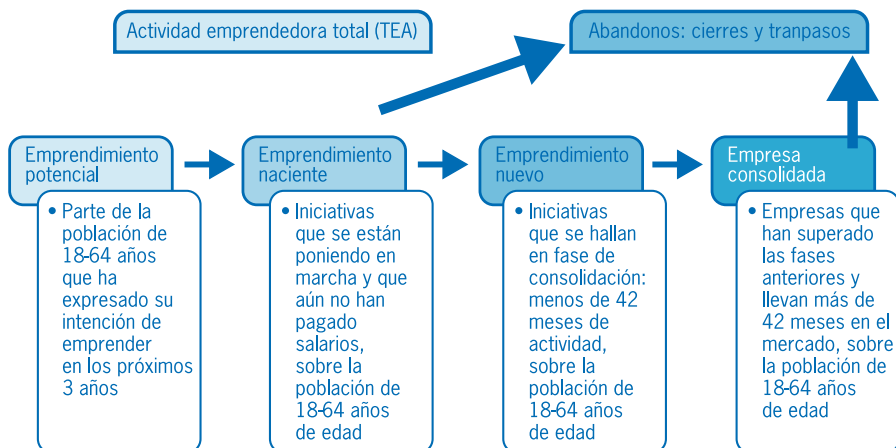 Actividad emprendedora total (TEA)
Abandonos: cierres y tranpasos
Emprendimiento
potencial
• Parte de la
población de
18-64 años
que ha
expresado su
intención de
emprender
en los próximos
3 años
Emprendimiento
naciente
• Iniciativas
que se están
poniendo en
marcha y que
aún no han
pagado
salarios,
sobre la
población de
18-64 años
de edad
Emprendimiento
nuevo
• Iniciativas
que se hallan
en fase de
consolidación:
menos de 42
meses de
actividad,
sobre la
población de
18-64 años
de edad
Empresa
consolidada
• Empresas que
han superado
las fases
anteriores y
llevan más de
42 meses en el
mercado, sobre
la población de
18-64 años
de edad